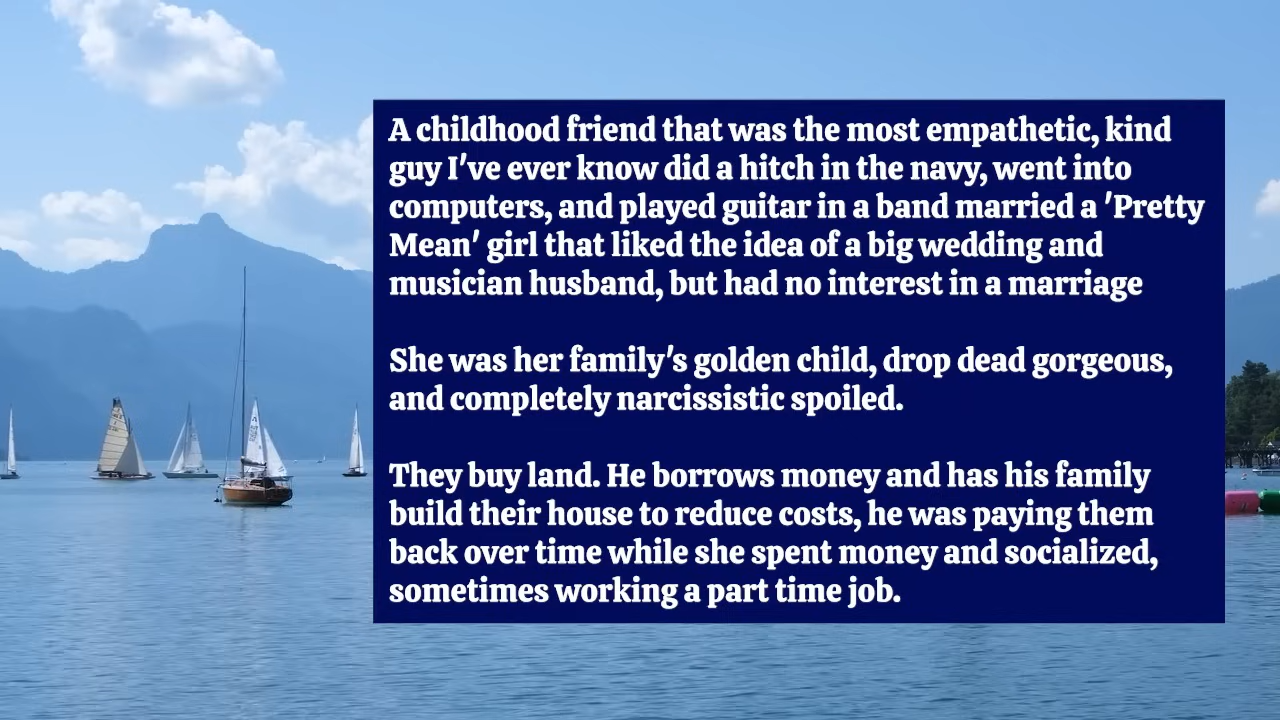 A childhood friend that was the most empathetic, kind
guy I've ever know did a hitch in the navy, went into
computers, and played guitar in a band married a 'Pretty
Mean' girl that liked the idea of a big wedding and
musician husband, but had no interest in a marriage
She was her family's golden child, drop dead gorgeous,
and completely narcissistic spoiled.
They buy land. He borrows money and has his family
build their house to reduce costs, he was paying them
back over time while she spent money and socialized,
sometimes working a part time job.